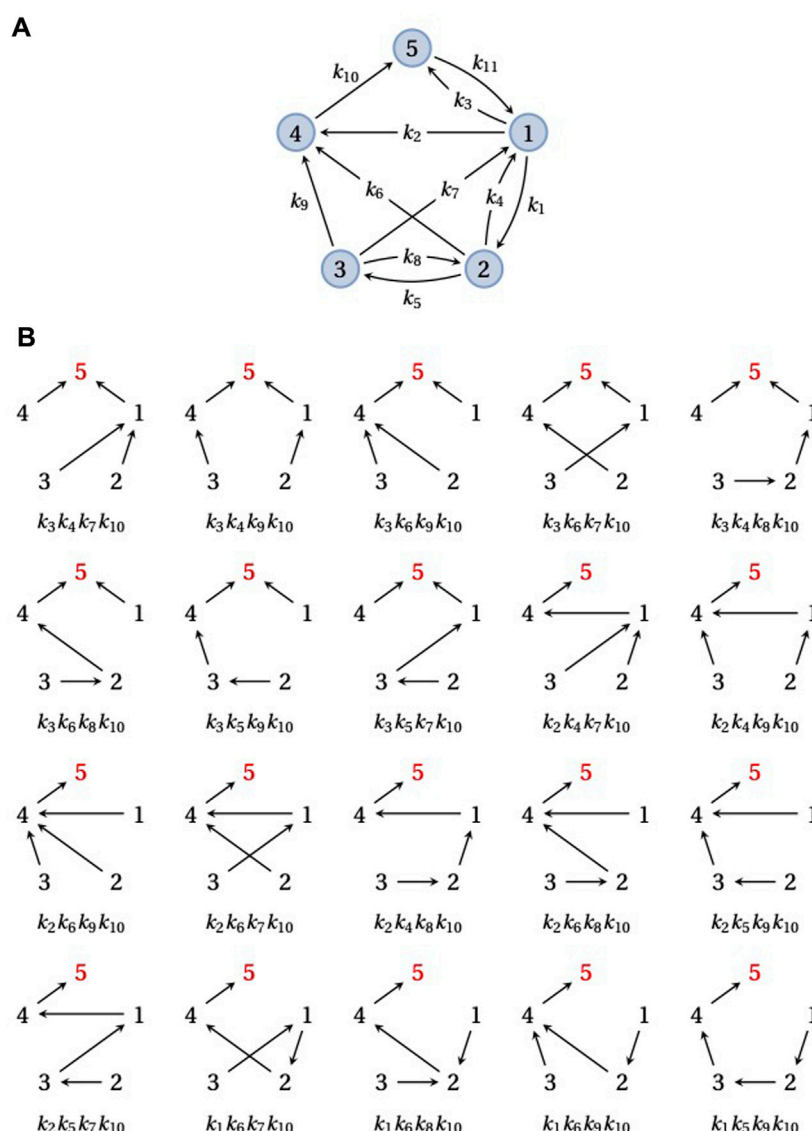 A
5
k10
k11
k3
4
k2
1
k6
k7
k4
k1
k9
3
k8
2
k5
B
5 5 5 5 5
4 1 4 1 4 1 4 1 4 1
3 2 3 2 3 2 3 2 3 2
k3k4k7k10 k3k4k9k10 k3k6k9k10 k3k6k7k10 k3k4k8k10
5 5 5 5 5
4 1 4 1 4 1 4 1 4 1
3 2 3 2 3 2 3 2 3 2
k3k6k8k10 k3k5k9k10 k3k5k7k10 k2k4k7k10 k2k4k9k10
5 5 5 5 5
4 1 4 1 4 1 4 1 4 1
3 2 3 2 3 2 3 2 3 2
k2k6k9k10 k2k6k7k10 k2k4k8k10 k2k6k8k10 k2k5k9k10
5 5 5 5 5
4 1 4 1 4 1 4 1 4 1
3 2 3 2 3 2 3 2 3 2
k2k5k7k10 k1k6k7k10 k1k6k8k10 k1k6k9k10 k1k5k9k10